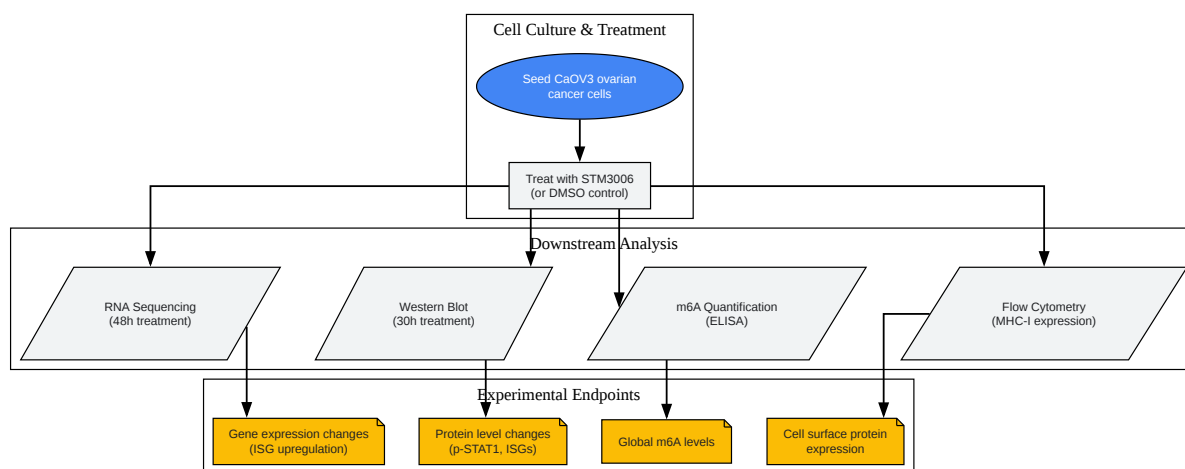 Cell Culture & Treatment
Seed CaOV3 ovarian
cancer cells
Treat with STM3006
(or DMSO control)
Downstream Analysis
RNA Sequencing
(48h treatment)
Western Blot
(30h treatment)
m6A Quantification
(ELISA)
Flow Cytometry
(MHC-I expression)
Experimental Endpoints
Gene expression changes
(ISG upregulation)
Protein level changes
(p-STAT1, ISGs)
Global m6A levels
Cell surface protein
expression